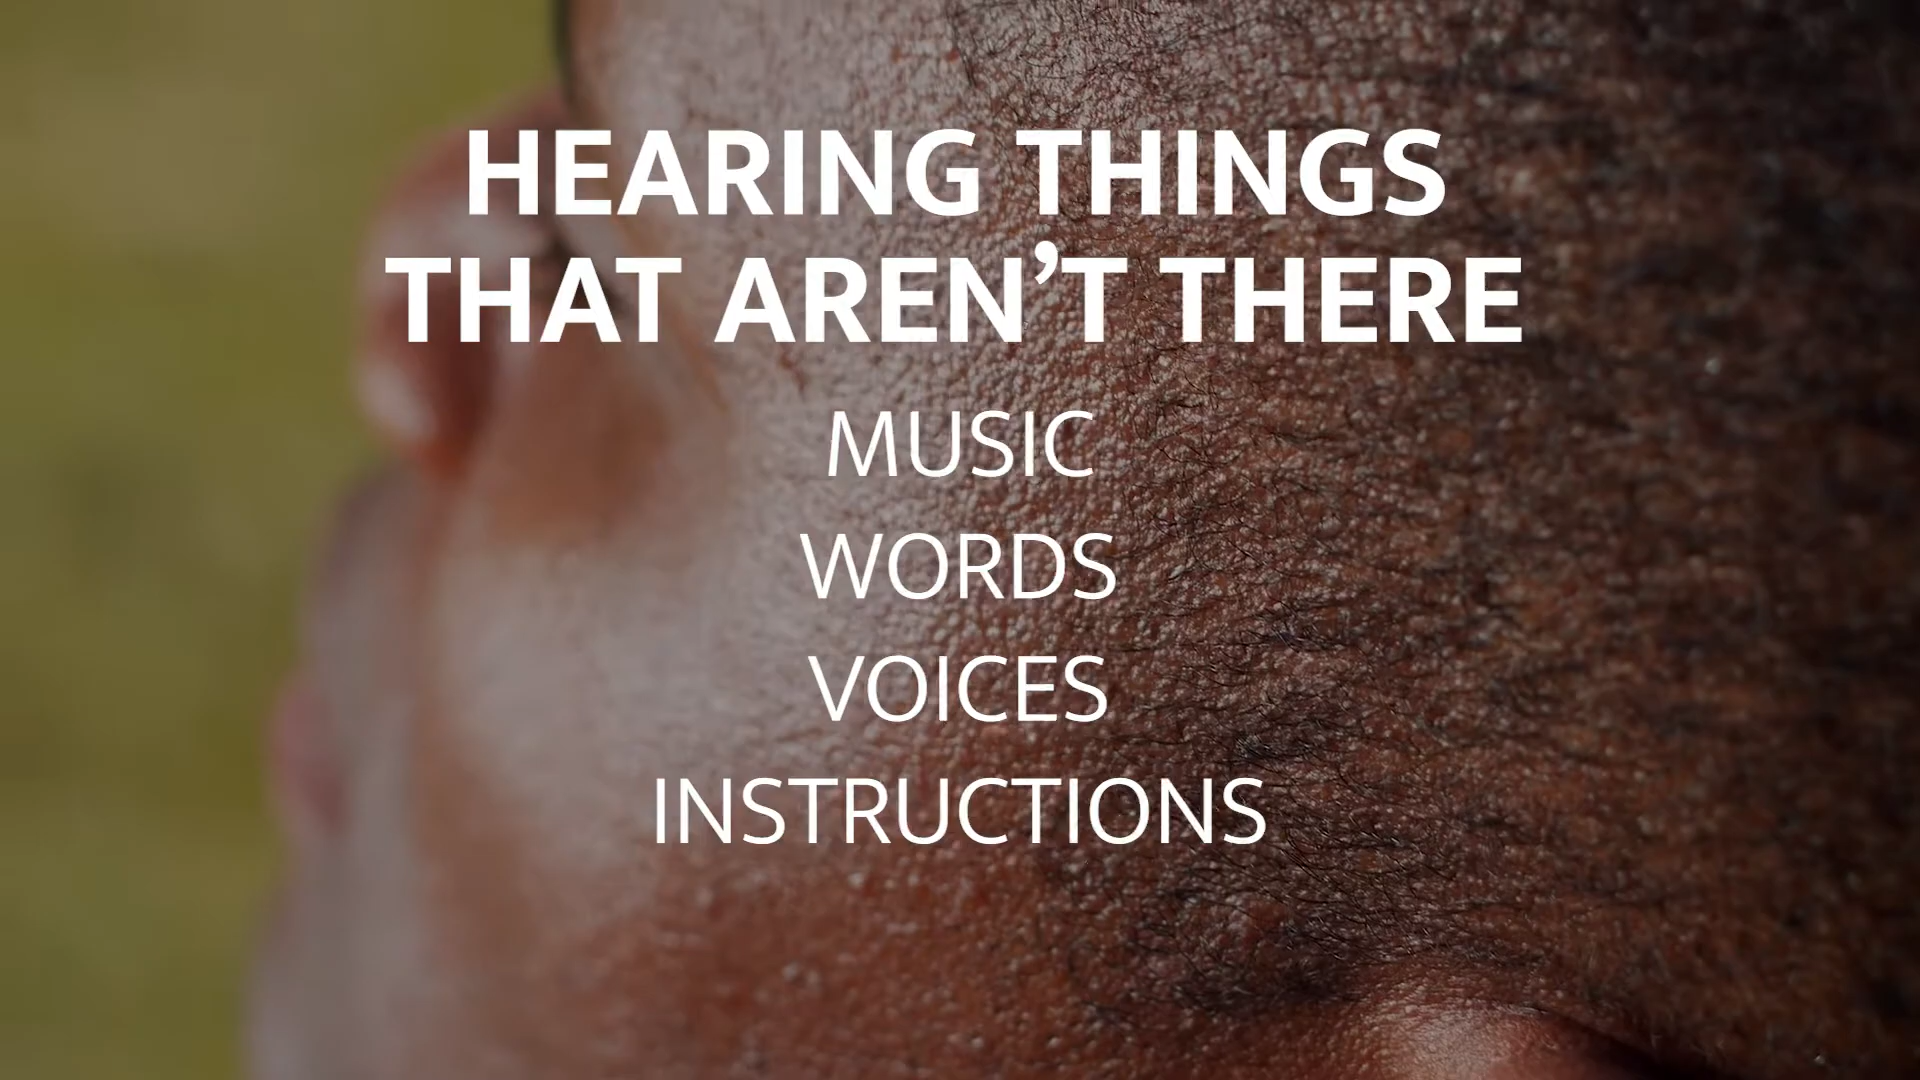 HEARING THINGS
THAT AREN’T THERE
MUSIC
WORDS
VOICES
INSTRUCTIONS